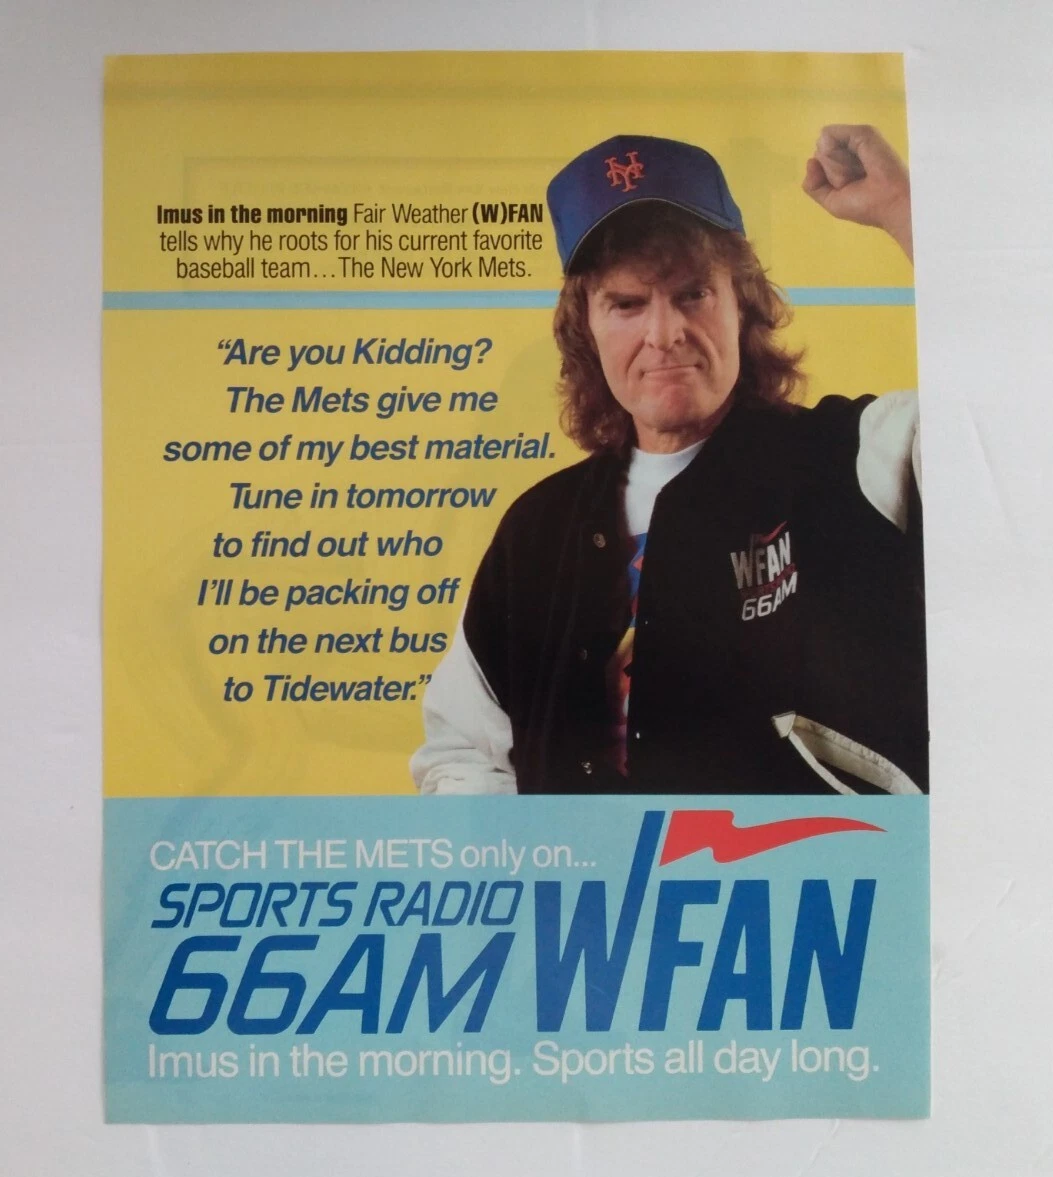 NY
Imus in the morning Fair Weather (W)FAN
tells why he roots for his current favorite
baseball team...The New York Mets.
“Are you Kidding?
The Mets give me
some of my best material.
Tune in tomorrow
to find out who
I’ll be packing off
on the next bus
to Tidewater.”
WFAN
66AM
CATCH THE METS only on...
SPORTS RADIO
66AM WFAN
Imus in the morning. Sports all day long.